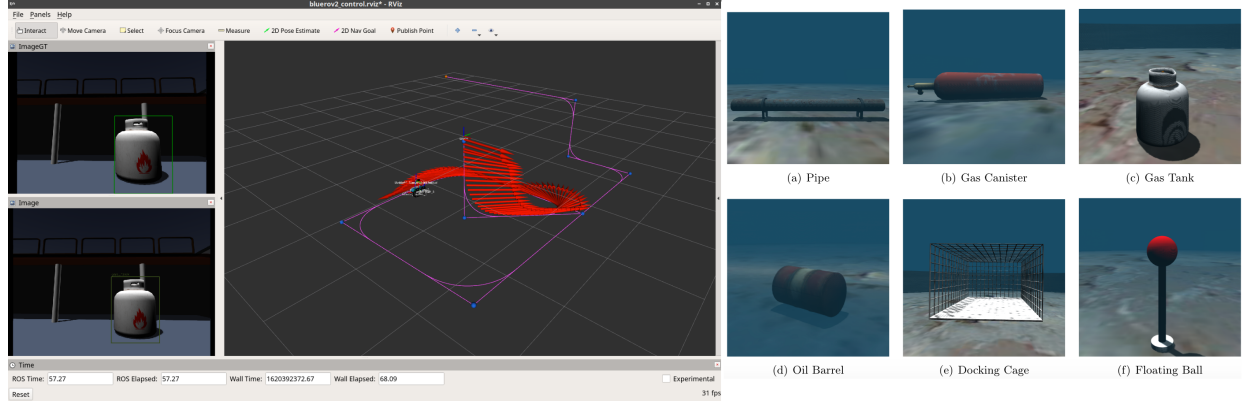 bluerov2_control.rviz* - RViz
File Panels Help
Interact Move Camera Select Focus Camera Measure 2D Pose Estimate 2D Nav Goal Publish Point
ImageGT
Image
Time
ROS Time: 57.27 ROS Elapsed: 57.27 Wall Time: 1620392372.67 Wall Elapsed: 68.09 Experimental
Reset 31 fps
(a) Pipe
(b) Gas Canister
(c) Gas Tank
(d) Oil Barrel
(e) Docking Cage
(f) Floating Ball